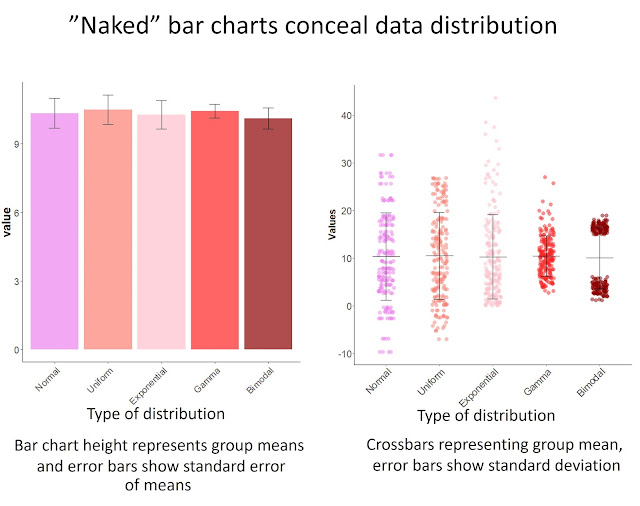 ”Naked” bar charts conceal data distribution
value
9
6
3
0
Normal
Uniform
Exponential
Gamma
Bimodal
Type of distribution
Bar chart height represents group means
and error bars show standard error
of means
Values
40
30
20
10
0
-10
Normal
Uniform
Exponential
Gamma
Bimodal
Type of distribution
Crossbars representing group mean,
error bars show standard deviation